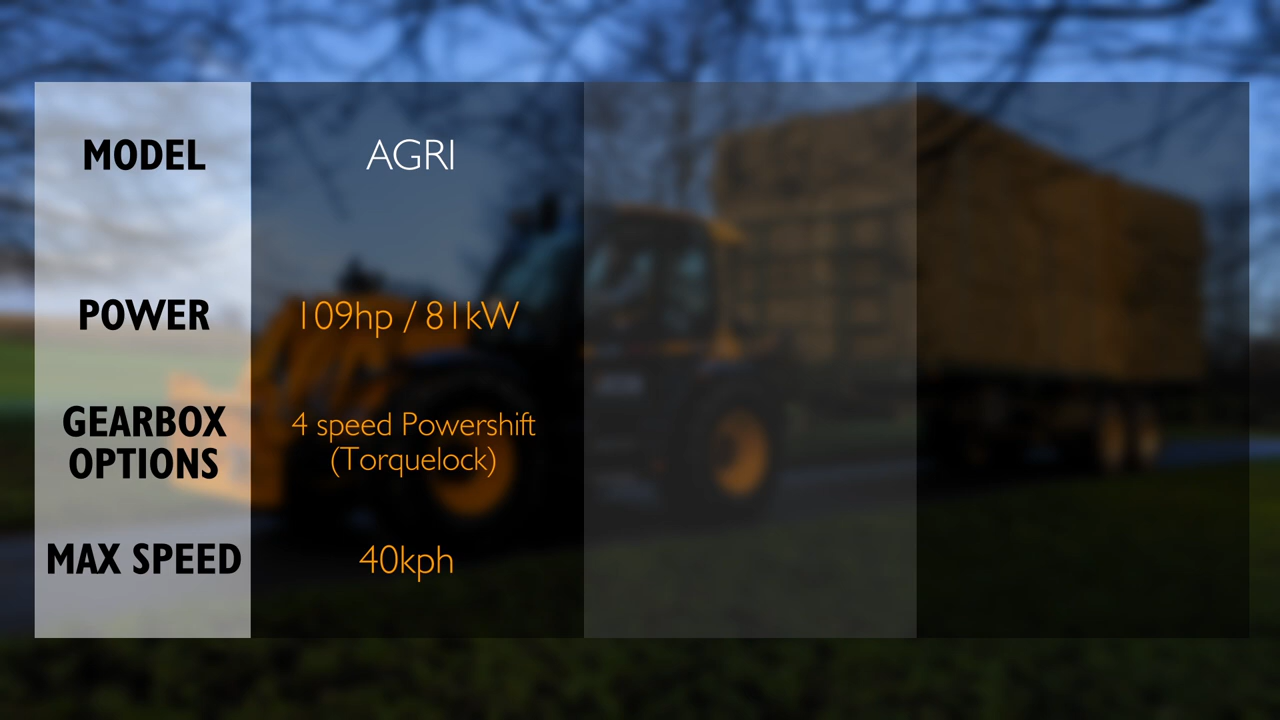 MODEL
AGRI
POWER
109hp / 81kW
GEARBOX
OPTIONS
4 speed Powershift
(Torquelock)
MAX SPEED
40kph